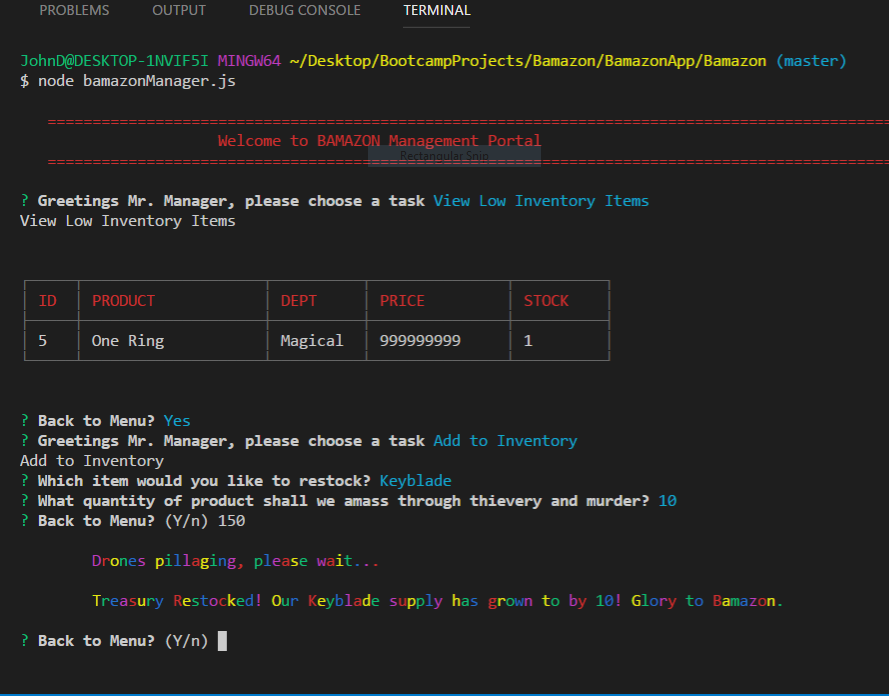 PROBLEMS OUTPUT DEBUG CONSOLE TERMINAL
JohnD@DESKTOP-1NVIF5I MINGW64 ~/Desktop/BootcampProjects/Bamazon/BamazonApp/Bamazon (master)
$ node bamazonManager.js
==============================================================================================
Welcome to BAMAZON Management Portal
Rectangular Snip
==============================================================================================
? Greetings Mr. Manager, please choose a task View Low Inventory Items
View Low Inventory Items
ID PRODUCT DEPT PRICE STOCK
5 One Ring Magical 999999999 1
? Back to Menu? Yes
? Greetings Mr. Manager, please choose a task Add to Inventory
Add to Inventory
? Which item would you like to restock? Keyblade
? What quantity of product shall we amass through thievery and murder? 10
? Back to Menu? (Y/n) 150
Drones pillaging, please wait...
Treasury Restocked! Our Keyblade supply has grown to by 10! Glory to Bamazon.
? Back to Menu? (Y/n)